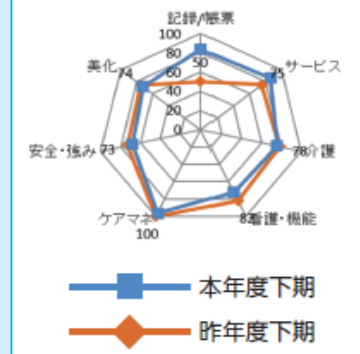 記録/帳票
100
80
60
50
40
20
0
サービス
75
介護
78
看護・機能
82
ケアマネ
100
安全・強み
73
美化
74
本年度下期
昨年度下期